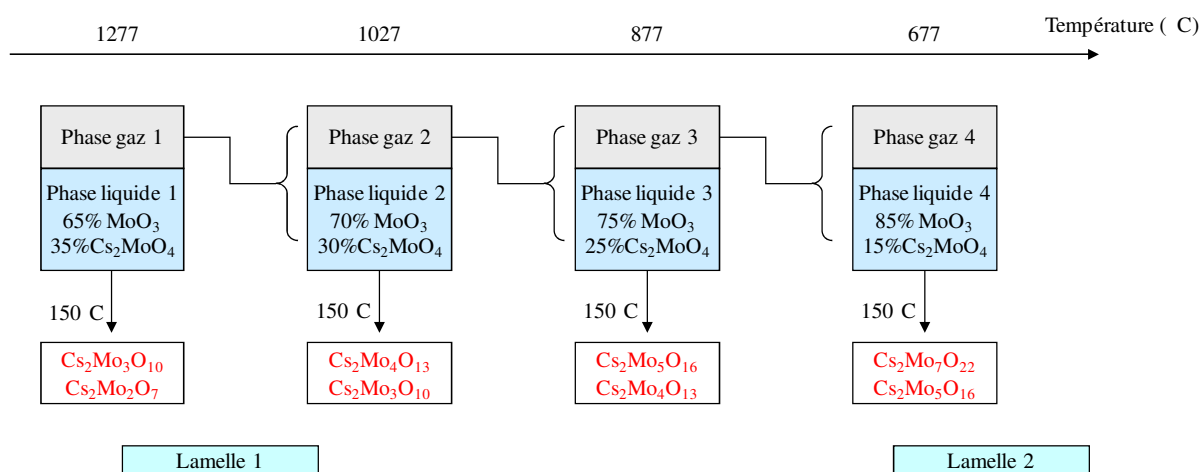 Température ( C)
1277 1027 877 677
Phase gaz 1 Phase gaz 2 Phase gaz 3 Phase gaz 4
Phase liquide 1 Phase liquide 2 Phase liquide 3 Phase liquide 4
65% MoO₃ 70% MoO₃ 75% MoO₃ 85% MoO₃
35%Cs₂MoO₄ 30%Cs₂MoO₄ 25%Cs₂MoO₄ 15%Cs₂MoO₄
150 C 150 C 150 C 150 C
Cs₂Mo₃O₁₀ Cs₂Mo₄O₁₃ Cs₂Mo₅O₁₆ Cs₂Mo₇O₂₂
Cs₂Mo₂O₇ Cs₂Mo₃O₁₀ Cs₂Mo₄O₁₃ Cs₂Mo₅O₁₆
Lamelle 1 Lamelle 2